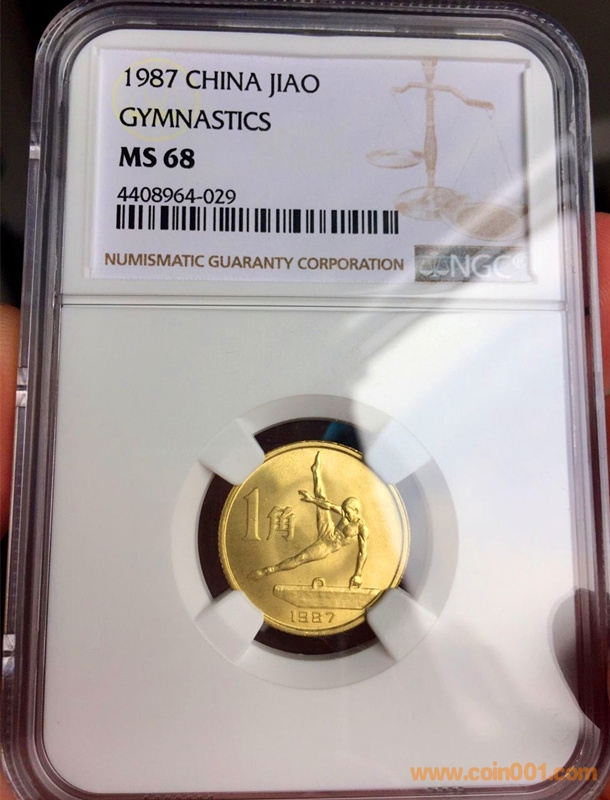 1987 CHINA JIAO
GYMNASTICS
MS 68
4408964-029
NUMISMATIC GUARANTY CORPORATION
NGC
1角
1987
www.coin001.com